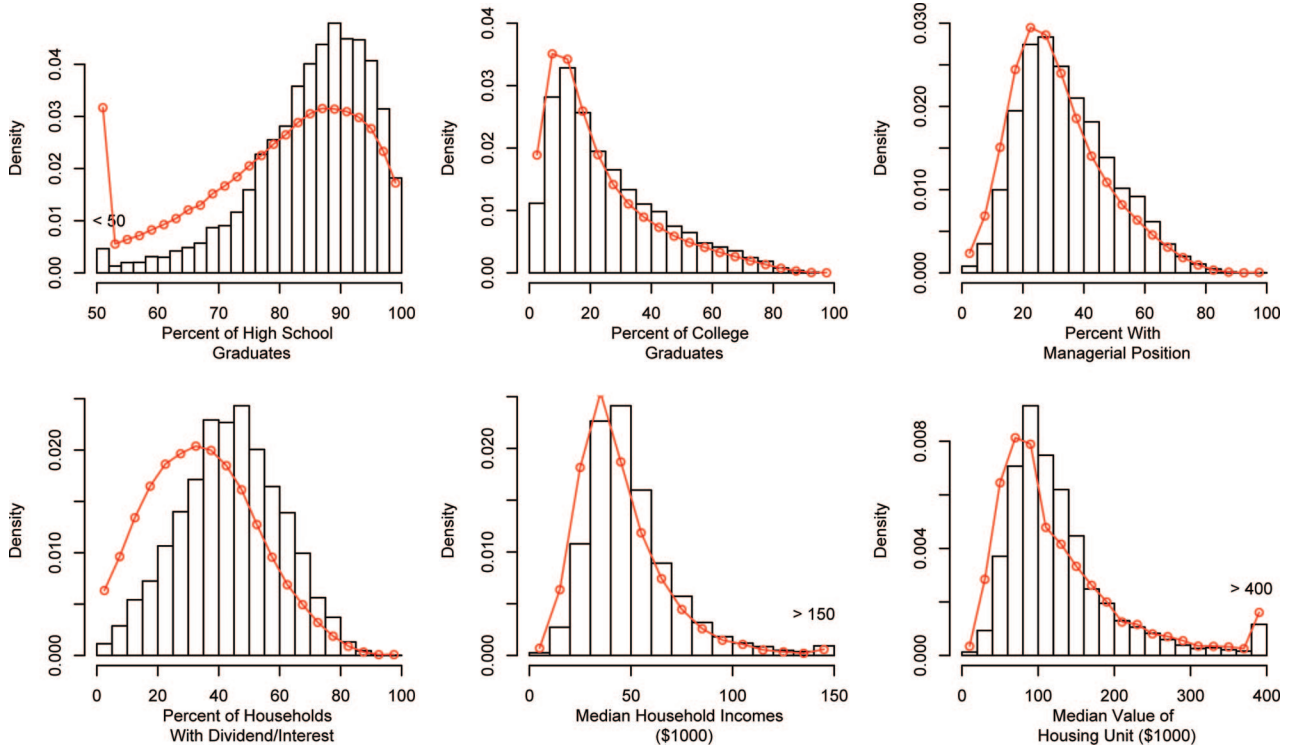 Density
0.00 0.01 0.02 0.03 0.04
< 50
50 60 70 80 90 100
Percent of High School
Graduates
Density
0.00 0.01 0.02 0.03 0.04
0 20 40 60 80 100
Percent of College
Graduates
Density
0.000 0.010 0.020 0.030
0 20 40 60 80 100
Percent With
Managerial Position
Density
0.000 0.010 0.020
0 20 40 60 80 100
Percent of Households
With Dividend/Interest
Density
0.000 0.010 0.020
> 150
0 50 100 150
Median Household Incomes
($1000)
Density
0.000 0.004 0.008
> 400
0 100 200 300 400
Median Value of
Housing Unit ($1000)